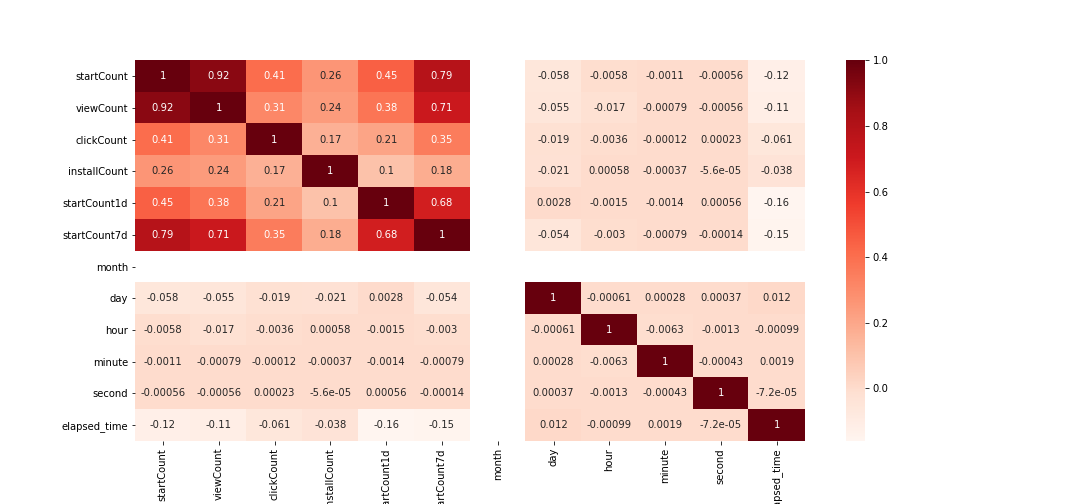 startCount 1 0.92 0.41 0.26 0.45 0.79 -0.058 -0.0058 -0.0011 -0.00056 -0.12 1.0
viewCount 0.92 1 0.31 0.24 0.38 0.71 -0.055 -0.017 -0.00079 -0.00056 -0.11
clickCount 0.41 0.31 1 0.17 0.21 0.35 -0.019 -0.0036 -0.00012 0.00023 -0.061 0.8
installCount 0.26 0.24 0.17 1 0.1 0.18 -0.021 0.00058 -0.00037 -5.6e-05 -0.038
startCount1d 0.45 0.38 0.21 0.1 1 0.68 0.0028 -0.0015 -0.0014 0.00056 -0.16 0.6
startCount7d 0.79 0.71 0.35 0.18 0.68 1 -0.054 -0.003 -0.00079 -0.00014 -0.15
month 0.4
day -0.058 -0.055 -0.019 -0.021 0.0028 -0.054 1 -0.00061 0.00028 0.00037 0.012
hour -0.0058 -0.017 -0.0036 0.00058 -0.0015 -0.003 -0.00061 1 -0.0063 -0.0013 -0.00099 0.2
minute -0.0011 -0.00079 -0.00012 -0.00037 -0.0014 -0.00079 0.00028 -0.0063 1 -0.00043 0.0019
second -0.00056 -0.00056 0.00023 -5.6e-05 0.00056 -0.00014 0.00037 -0.0013 -0.00043 1 -7.2e-05 0.0
elapsed_time -0.12 -0.11 -0.061 -0.038 -0.16 -0.15 0.012 -0.00099 0.0019 -7.2e-05 1
startCount
viewCount
clickCount
nstallCount
artCount1d
artCount7d
month
day
hour
minute
second
psed_time